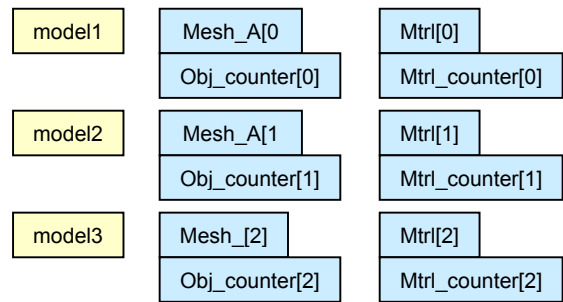 model1 Mesh_A[0 Mtrl[0]
Obj_counter[0] Mtrl_counter[0]
model2 Mesh_A[1 Mtrl[1]
Obj_counter[1] Mtrl_counter[1]
model3 Mesh_[2] Mtrl[2]
Obj_counter[2] Mtrl_counter[2]